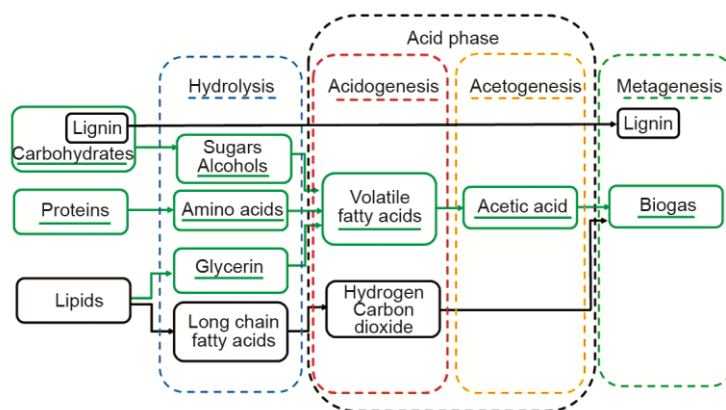 Acid phase
Hydrolysis
Acidogenesis
Acetogenesis
Metagenesis
Lignin
Carbohydrates
Sugars
Alcohols
Lignin
Proteins
Amino acids
Volatile
fatty acids
Acetic acid
Biogas
Glycerin
Lipids
Long chain
fatty acids
Hydrogen
Carbon
dioxide